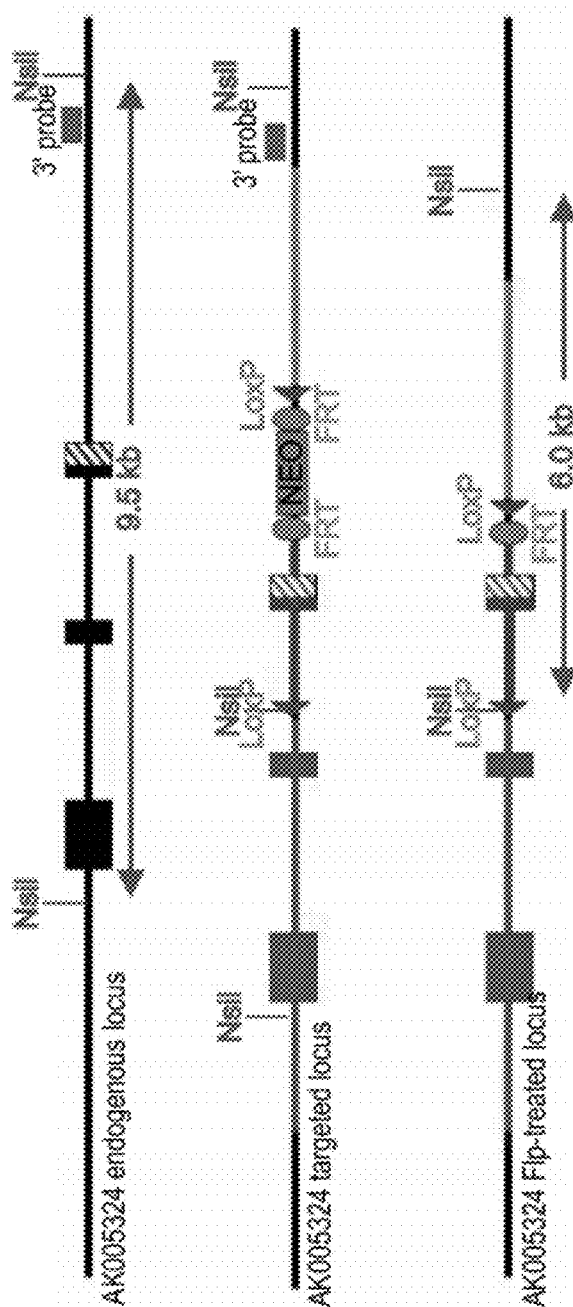 NsiI
3' probe
NsiI
9.5 kb
AK005324 endogenous locus
3' probe
NsiI
LoxP
NEO
FRT
FRT
NsiI
LoxP
NsiI
AK005324 targeted locus
NsiI
LoxP
FRT
NsiI
LoxP
6.0 kb
AK005324 Flp-treated locus